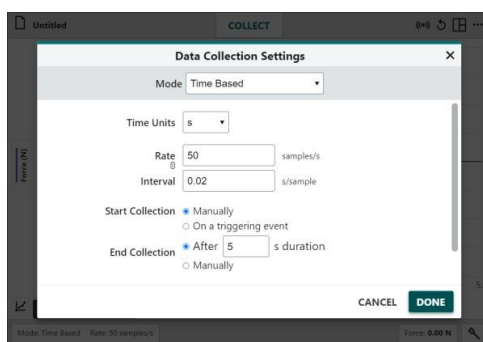 Untitled COLLECT
Data Collection Settings ×
Mode Time Based
Time Units s
Rate 50 samples/s
Interval 0.02 s/sample
Force (N)
Start Collection Manually
On a triggering event
End Collection After 5 s duration
Manually
CANCEL DONE
Mode: Time Based Rate: 50 samples/s Force: 0.00 N